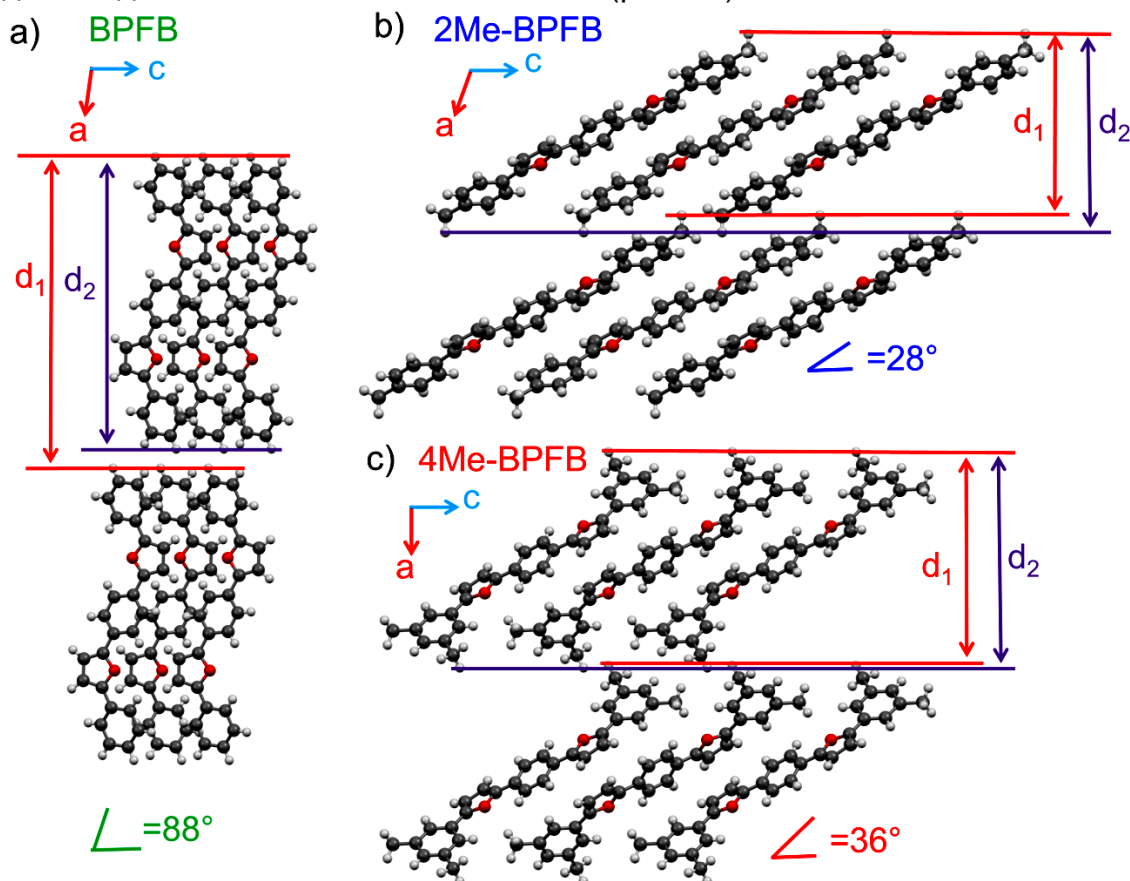 a) BPFB
c
a
d1
d2
=88°
b) 2Me-BPFB
c
a
d1
d2
=28°
c) 4Me-BPFB
c
a
d1
d2
=36°